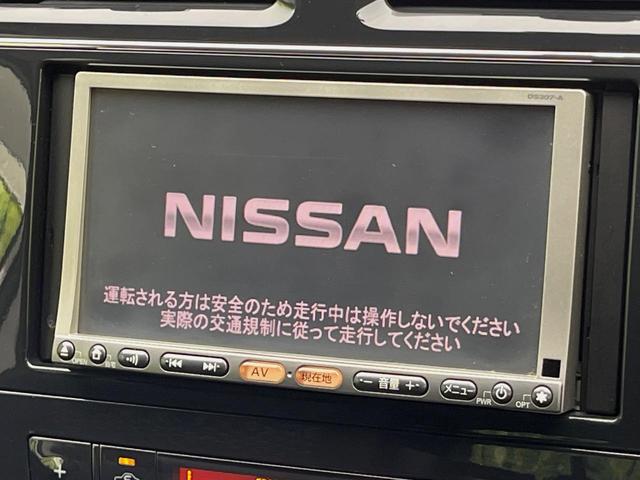 DS307-A
NISSAN
運転される方は安全のため走行中は操作しないでください
実際の交通規制に従って走行してください
AV
現在地
− 音量 +
メニュー
OPEN
PWR
OPT